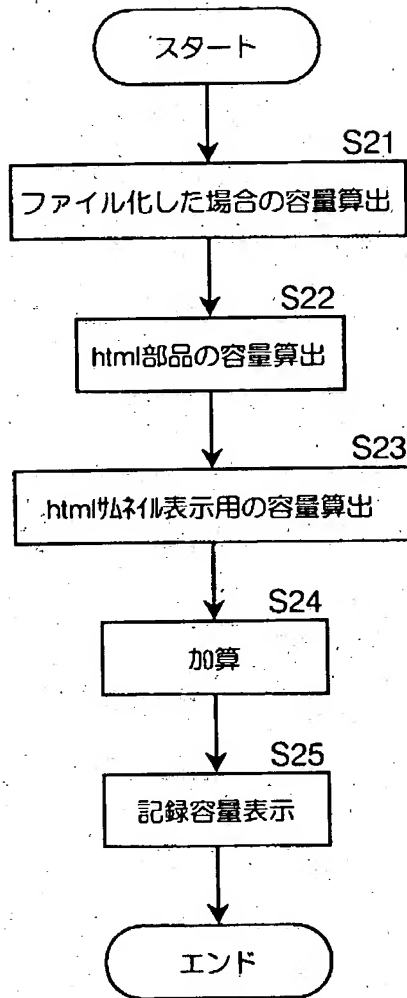 スタート
S21
ファイル化した場合の容量算出
S22
html部品の容量算出
S23
htmlｻﾑﾈｲﾙ表示用の容量算出
S24
加算
S25
記録容量表示
エンド